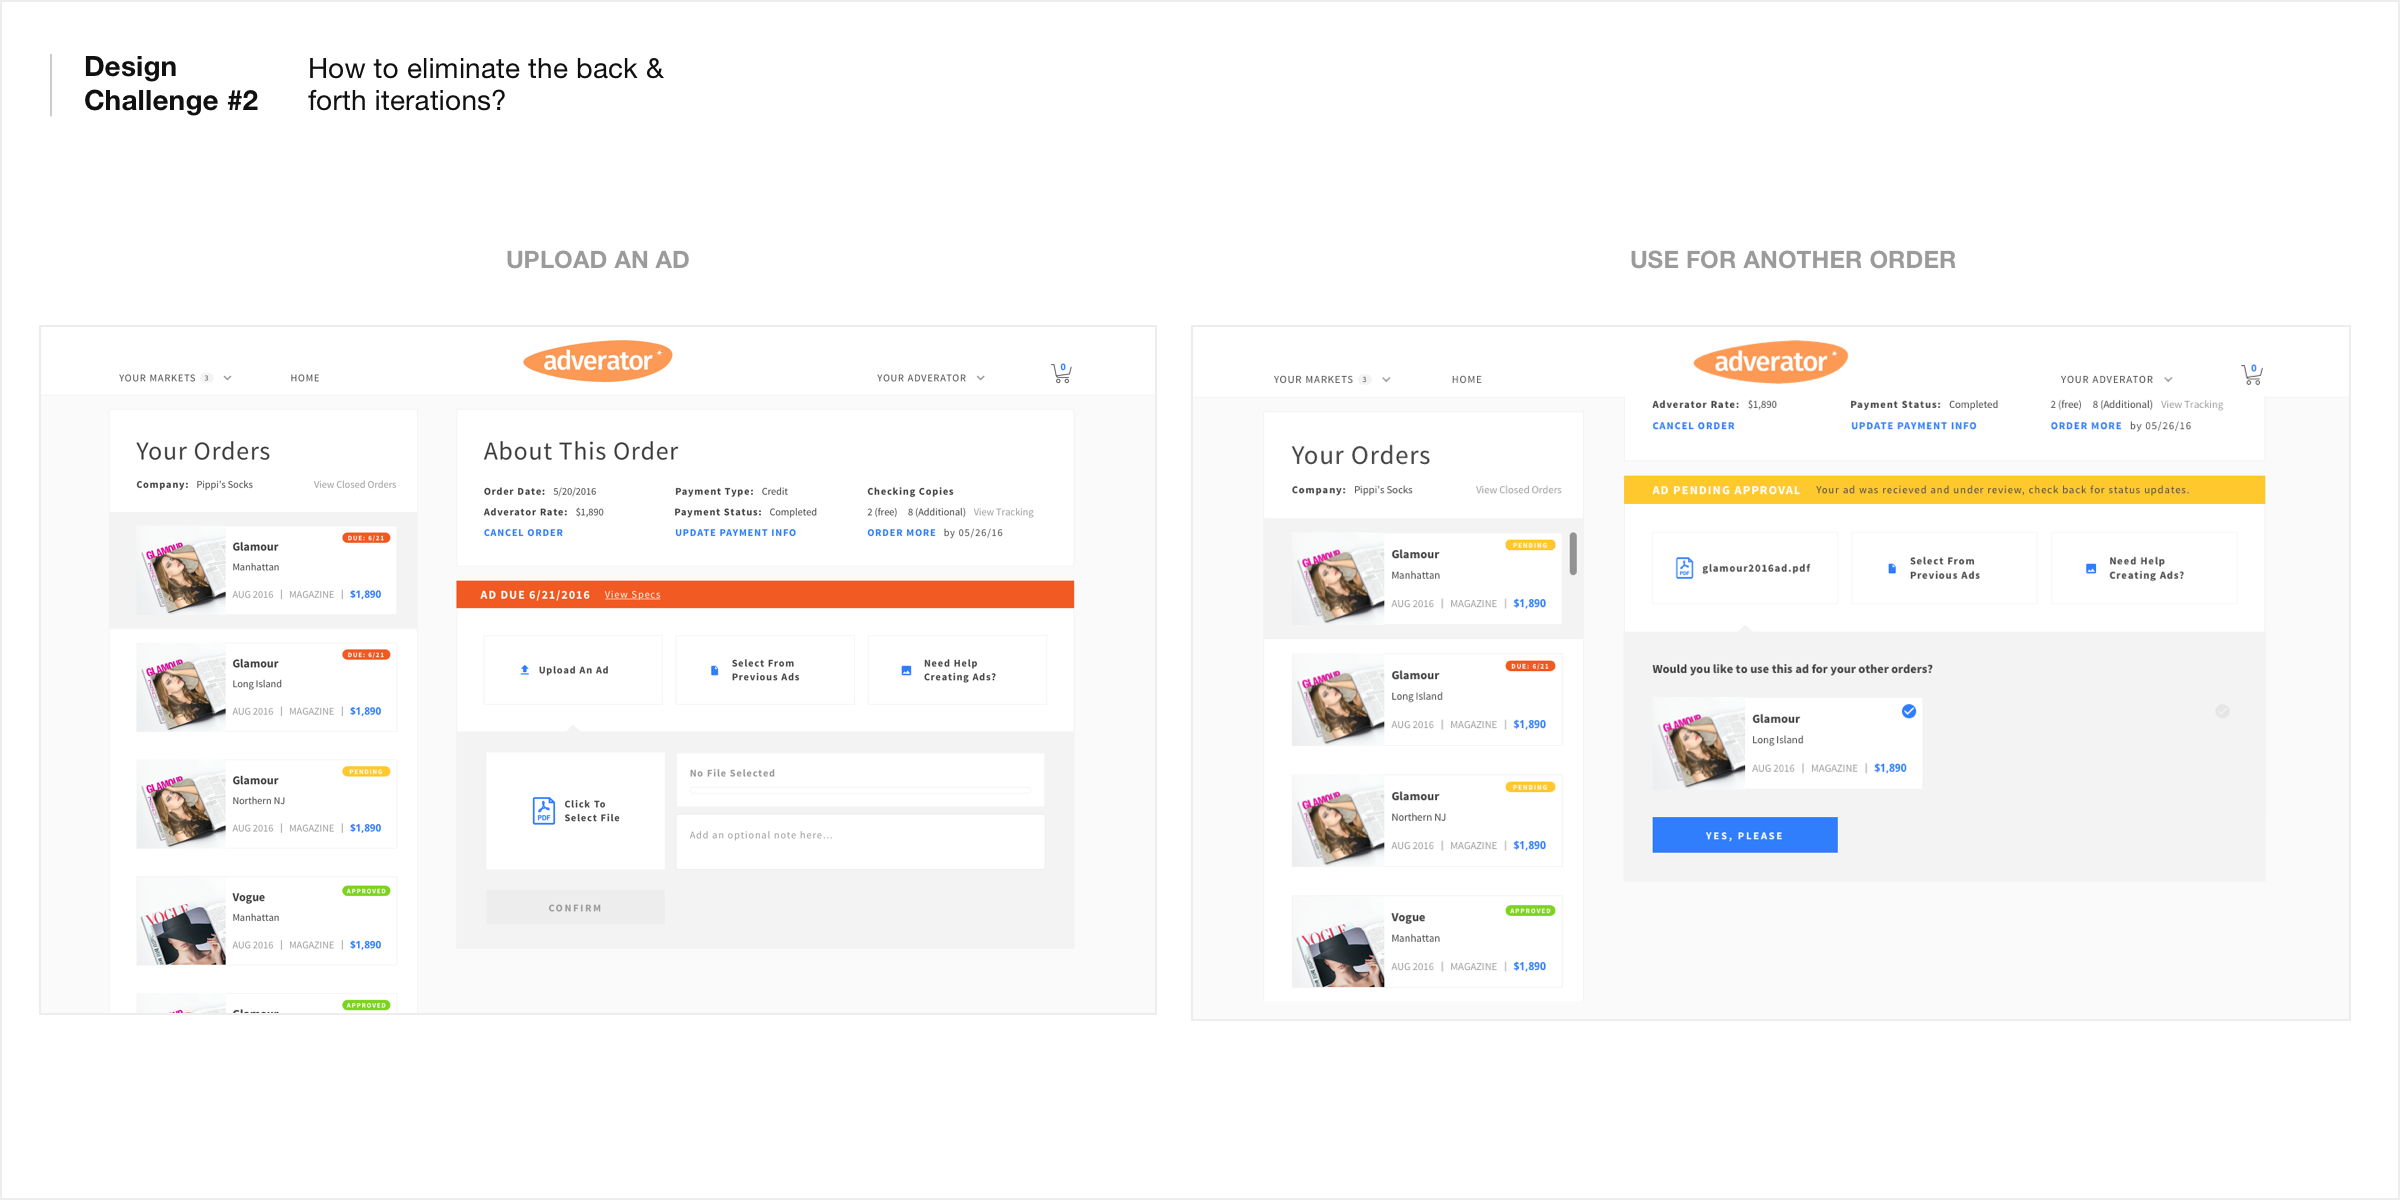 Design
Challenge #2
How to eliminate the back &
forth iterations?
UPLOAD AN AD
adverator
YOUR MARKETS 3
HOME
YOUR ADVERATOR
0
Your Orders
Company: Pippi's Socks
View Closed Orders
GLAMOUR
Glamour
DUE: 6/21
Manhattan
AUG 2016 | MAGAZINE | $1,890
GLAMOUR
Glamour
DUE: 6/21
Long Island
AUG 2016 | MAGAZINE | $1,890
GLAMOUR
Glamour
PENDING
Northern NJ
AUG 2016 | MAGAZINE | $1,890
VOGUE
Vogue
APPROVED
Manhattan
AUG 2016 | MAGAZINE | $1,890
APPROVED
Glamour
About This Order
Order Date: 5/20/2016
Payment Type: Credit
Checking Copies
Adverator Rate: $1,890
Payment Status: Completed
2 (free) 8 (Additional) View Tracking
CANCEL ORDER
UPDATE PAYMENT INFO
ORDER MORE by 05/26/16
AD DUE 6/21/2016 View Specs
Upload An Ad
Select From
Previous Ads
Need Help
Creating Ads?
PDF
Click To
Select File
No File Selected
Add an optional note here...
CONFIRM
USE FOR ANOTHER ORDER
adverator
YOUR MARKETS 3
HOME
YOUR ADVERATOR
0
Your Orders
Company: Pippi's Socks
View Closed Orders
GLAMOUR
Glamour
PENDING
Manhattan
AUG 2016 | MAGAZINE | $1,890
GLAMOUR
Glamour
DUE: 6/21
Long Island
AUG 2016 | MAGAZINE | $1,890
GLAMOUR
Glamour
PENDING
Northern NJ
AUG 2016 | MAGAZINE | $1,890
VOGUE
Vogue
APPROVED
Manhattan
AUG 2016 | MAGAZINE | $1,890
Adverator Rate: $1,890
Payment Status: Completed
2 (free) 8 (Additional) View Tracking
CANCEL ORDER
UPDATE PAYMENT INFO
ORDER MORE by 05/26/16
AD PENDING APPROVAL Your ad was recieved and under review, check back for status updates.
PDF
glamour2016ad.pdf
Select From
Previous Ads
Need Help
Creating Ads?
Would you like to use this ad for your other orders?
GLAMOUR
Glamour
Long Island
AUG 2016 | MAGAZINE | $1,890
YES, PLEASE